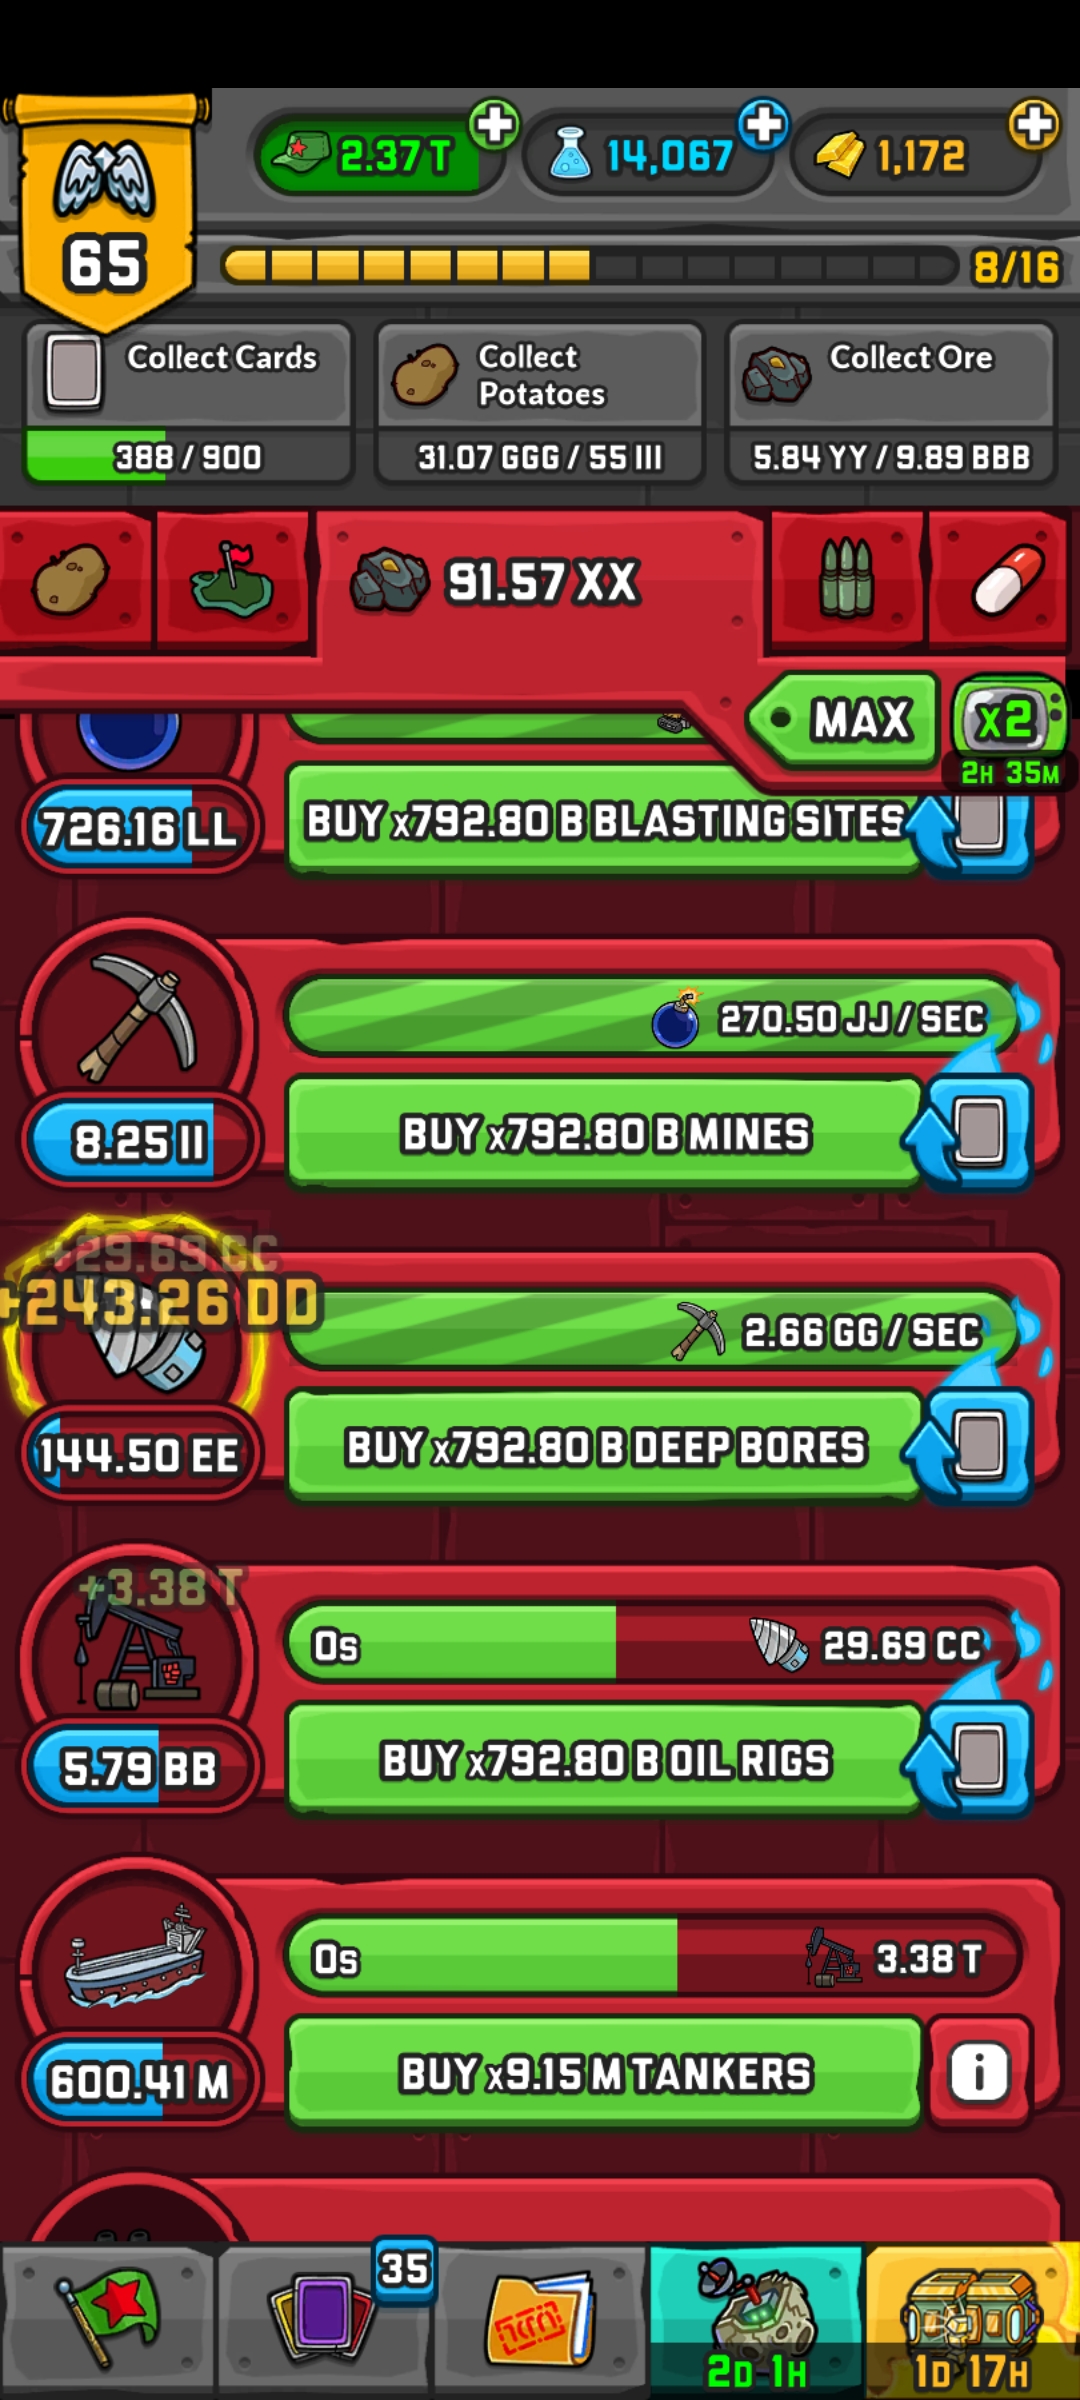 2.37 T
14,067
1,172
65
8/16
Collect Cards
388 / 900
Collect
Potatoes
31.07 GGG / 55 III
Collect Ore
5.84 YY / 9.89 BBB
91.57 XX
MAX
x2
2H 35M
726.16 LL
BUY x792.80 B BLASTING SITES
270.50 JJ / SEC
8.25 II
BUY x792.80 B MINES
+29.69 CC
+243.26 DD
2.66 GG / SEC
144.50 EE
BUY x792.80 B DEEP BORES
+3.38 T
0s
29.69 CC
5.79 BB
BUY x792.80 B OIL RIGS
0s
3.38 T
600.41 M
BUY x9.15 M TANKERS
i
35
2D 1H
1D 17H